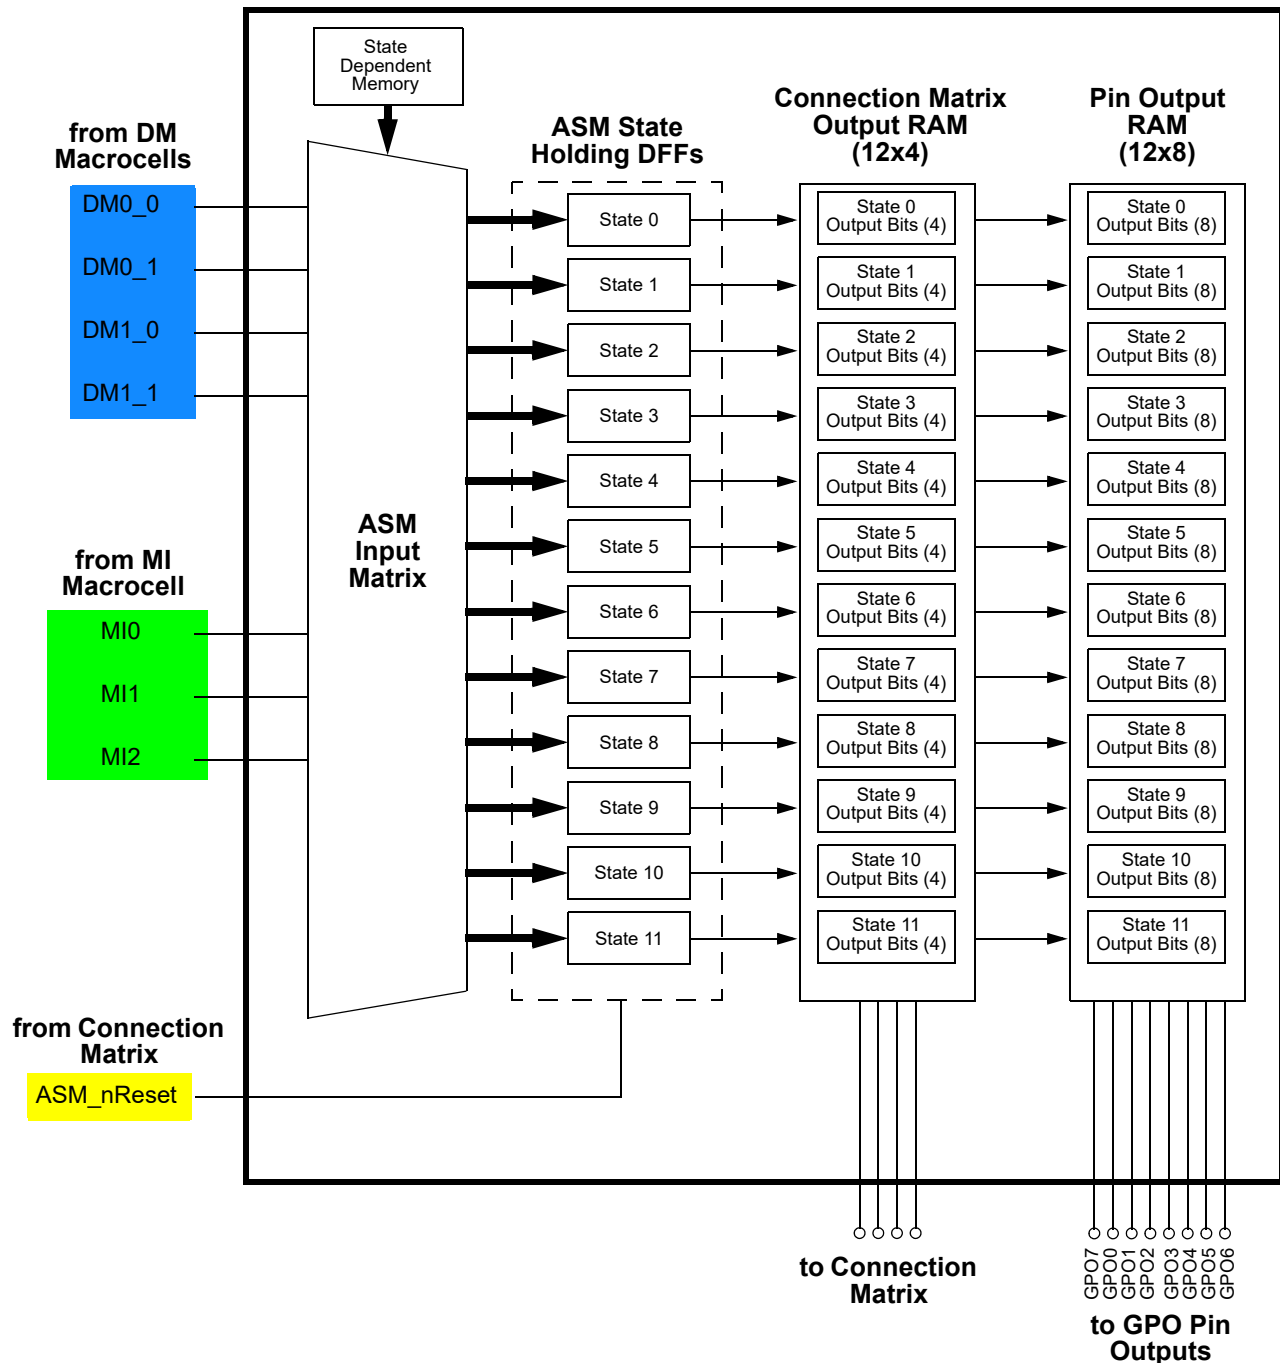 State
Dependent
Memory
from DM
Macrocells
DM0_0
DM0_1
DM1_0
DM1_1
from MI
Macrocell
MI0
MI1
MI2
from Connection
Matrix
ASM_nReset
ASM
Input
Matrix
ASM State
Holding DFFs
State 0
State 1
State 2
State 3
State 4
State 5
State 6
State 7
State 8
State 9
State 10
State 11
Connection Matrix
Output RAM
(12x4)
State 0
Output Bits (4)
State 1
Output Bits (4)
State 2
Output Bits (4)
State 3
Output Bits (4)
State 4
Output Bits (4)
State 5
Output Bits (4)
State 6
Output Bits (4)
State 7
Output Bits (4)
State 8
Output Bits (4)
State 9
Output Bits (4)
State 10
Output Bits (4)
State 11
Output Bits (4)
to Connection
Matrix
Pin Output
RAM
(12x8)
State 0
Output Bits (8)
State 1
Output Bits (8)
State 2
Output Bits (8)
State 3
Output Bits (8)
State 4
Output Bits (8)
State 5
Output Bits (8)
State 6
Output Bits (8)
State 7
Output Bits (8)
State 8
Output Bits (8)
State 9
Output Bits (8)
State 10
Output Bits (8)
State 11
Output Bits (8)
GPO7
GPO0
GPO1
GPO2
GPO3
GPO4
GPO5
GPO6
to GPO Pin
Outputs